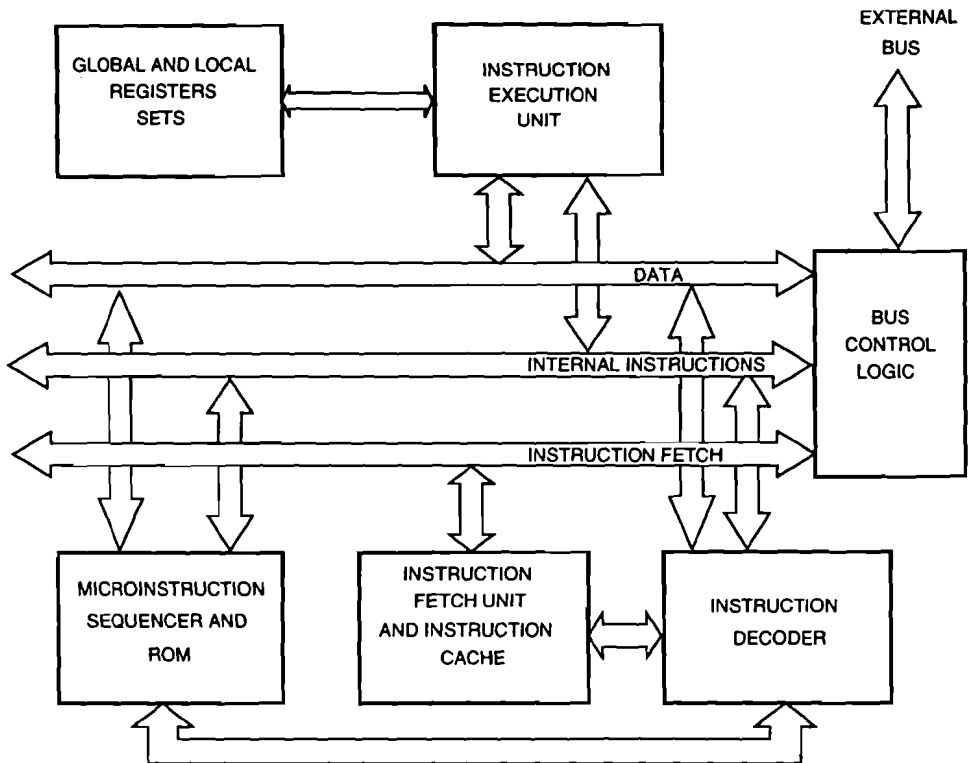 GLOBAL AND LOCAL
REGISTERS
SETS
INSTRUCTION
EXECUTION
UNIT
EXTERNAL
BUS
DATA
INTERNAL INSTRUCTIONS
INSTRUCTION FETCH
BUS
CONTROL
LOGIC
MICROINSTRUCTION
SEQUENCER AND
ROM
INSTRUCTION
FETCH UNIT
AND INSTRUCTION
CACHE
INSTRUCTION
DECODER